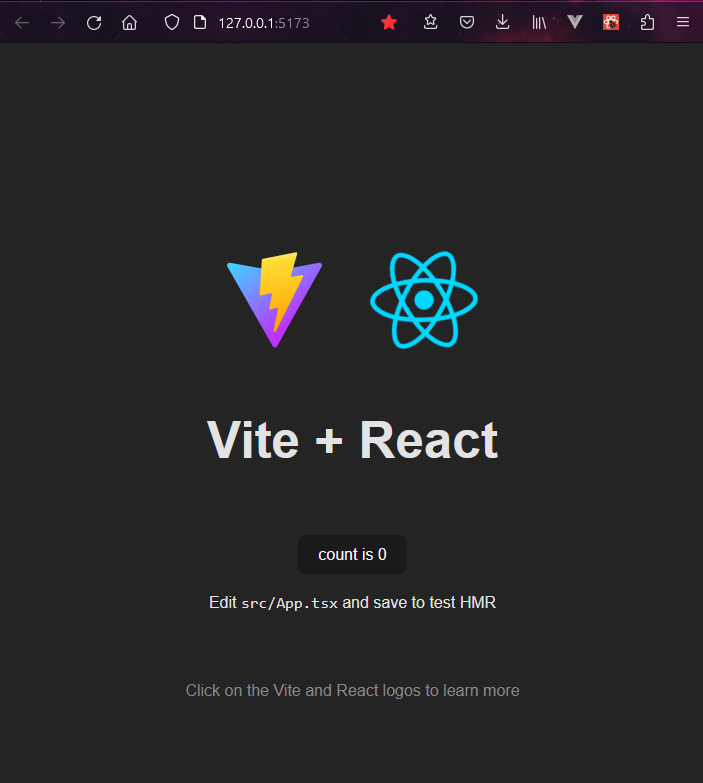 127.0.0.1:5173
Vite + React
count is 0
Edit src/App.tsx and save to test HMR
Click on the Vite and React logos to learn more